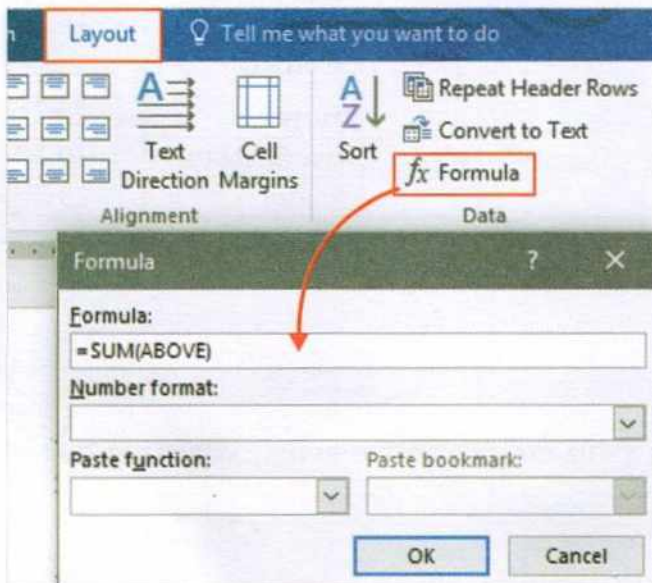 Layout Tell me what you want to do
Repeat Header Rows
Convert to Text
Text Direction
Cell Margins
Sort
fx Formula
Alignment
Data
Formula ? ×
Formula:
=SUM(ABOVE)
Number format:
Paste function: Paste bookmark:
OK Cancel